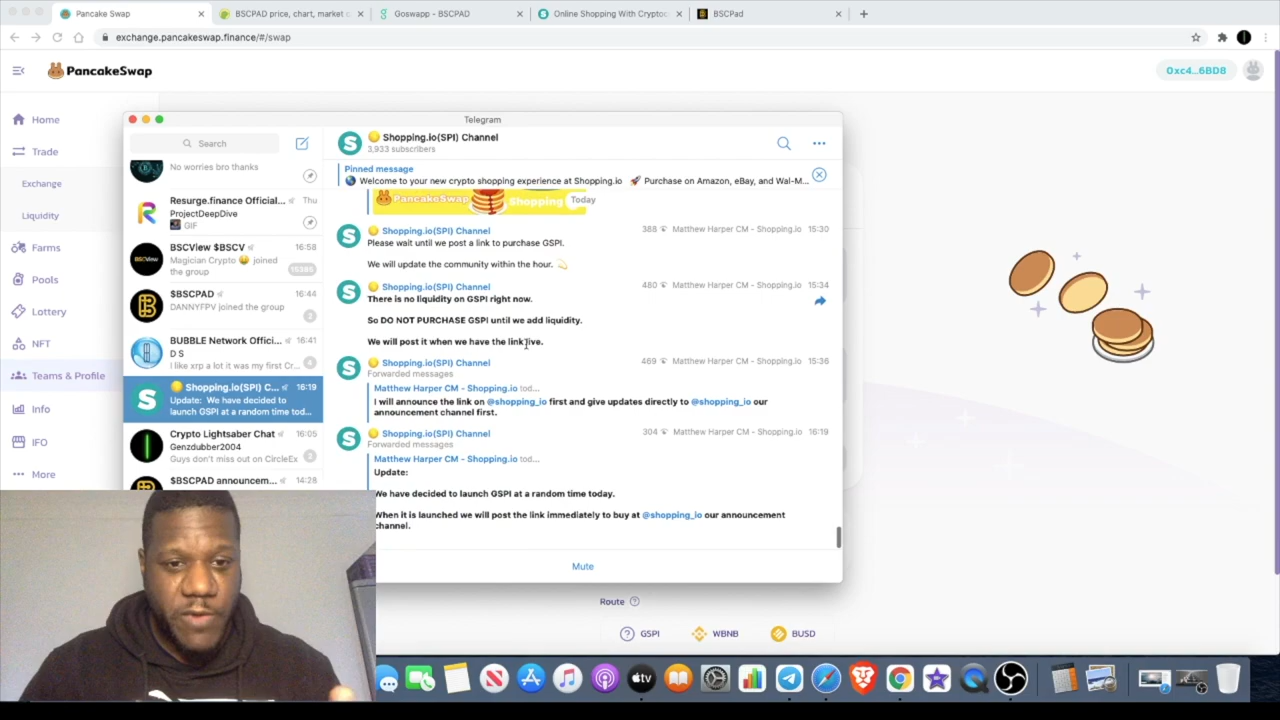 Pancake Swap
BSCPAD price, chart, market c
Goswapp - BSCPAD
Online Shopping With Cryptoc
BSCPad
exchange.pancakeswap.finance/#/swap
PancakeSwap
0xc4...6BD8
Home
Trade
Exchange
Liquidity
Farms
Pools
Lottery
NFT
Teams & Profile
Info
IFO
More
Telegram
Search
No worries bro thanks
Resurge.finance Official...
Thu
ProjectDeepDive
GIF
BSCView $BSCV
16:58
Magician Crypto 😀 joined
the group
$BSCPAD
16:44
DANNYFPV joined the group
3
BUBBLE Network Offici...
16:41
D S
I like xrp a lot it was my first Cr...
4
Shopping.io(SPI) C...
16:19
Update: We have decided to
launch GSPI at a random time tod...
Crypto Lightsaber Chat
16:05
Genzdubber2004
Guys don't miss out on CircleEx
$BSCPAD announcem...
14:28
Shopping.io(SPI) Channel
3,933 subscribers
Pinned message
🌎 Welcome to your new crypto shopping experience at Shopping.io 🚀 Purchase on Amazon, eBay, and Wal-M...
PancakeSwap
Shopping
Today
Shopping.io(SPI) Channel
388
Matthew Harper CM - Shopping.io
15:30
Please wait until we post a link to purchase GSPI.
We will update the community within the hour. 💫
Shopping.io(SPI) Channel
480
Matthew Harper CM - Shopping.io
15:34
There is no liquidity on GSPI right now.
So DO NOT PURCHASE GSPI until we add liquidity.
We will post it when we have the link live.
Shopping.io(SPI) Channel
469
Matthew Harper CM - Shopping.io
15:36
Forwarded messages
Matthew Harper CM - Shopping.io tod...
I will announce the link on @shopping_io first and give updates directly to @shopping_io our
announcement channel first.
Shopping.io(SPI) Channel
304
Matthew Harper CM - Shopping.io
16:19
Forwarded messages
Matthew Harper CM - Shopping.io tod...
Update:
We have decided to launch GSPI at a random time today.
When it is launched we will post the link immediately to buy at @shopping_io our announcement
channel.
Mute
Route
GSPI
WBNB
BUSD
tv